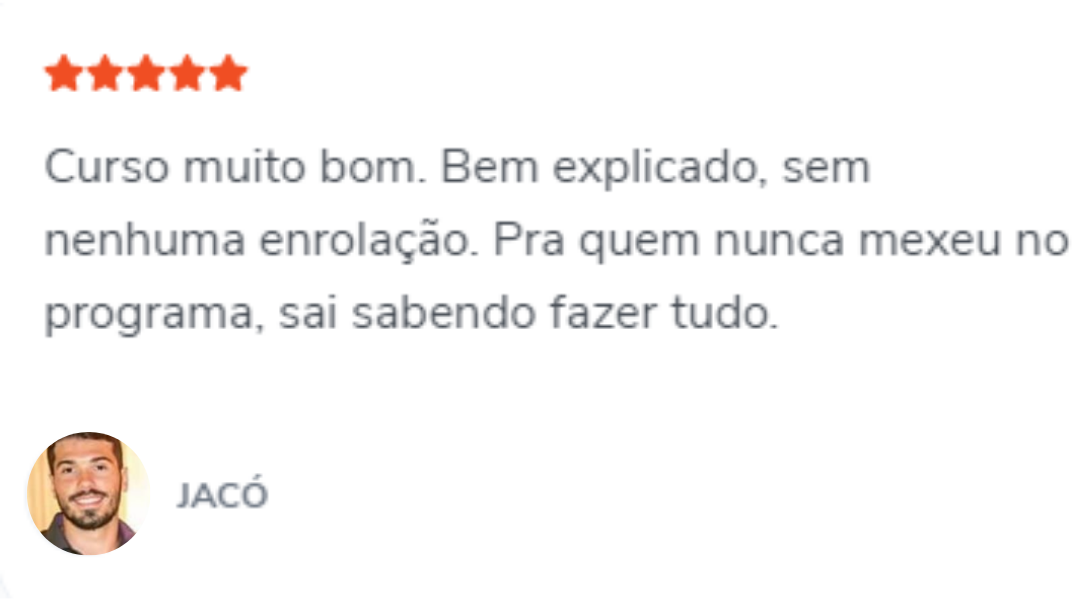 Curso muito bom. Bem explicado, sem
nenhuma enrolação. Pra quem nunca mexeu no
programa, sai sabendo fazer tudo.
JACÓ